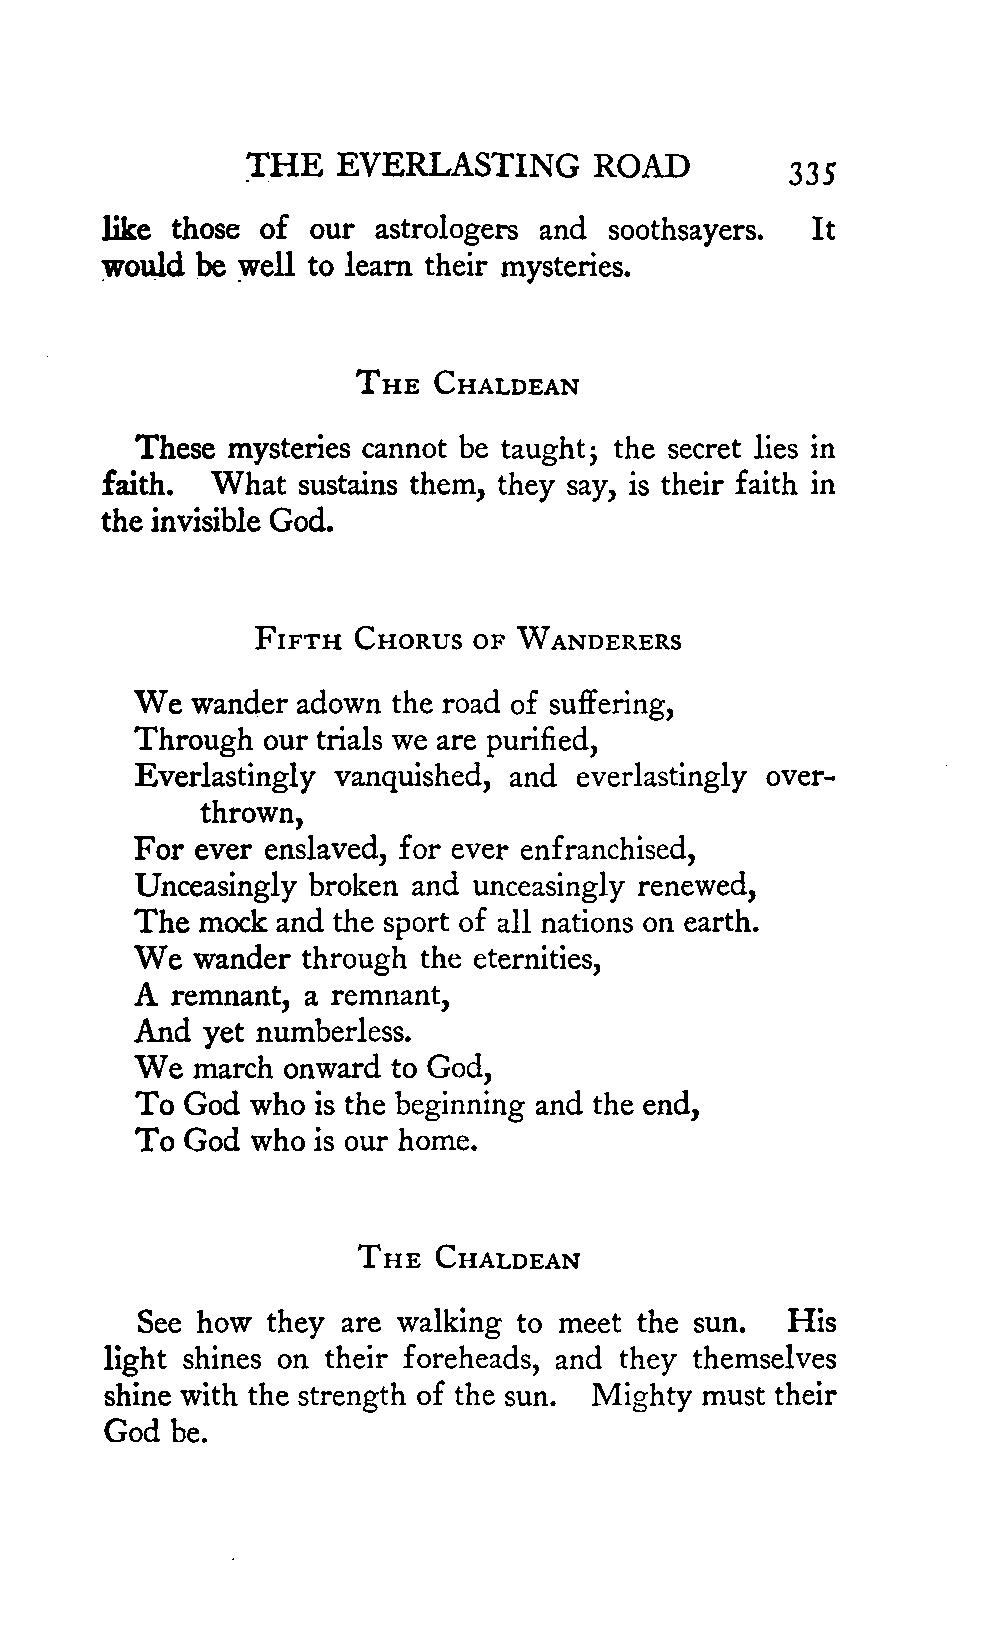 THE EVERLASTING ROAD 335
like those of our astrologers and soothsayers. It
would be well to learn their mysteries.
THE CHALDEAN
These mysteries cannot be taught; the secret lies in
faith. What sustains them, they say, is their faith in
the invisible God.
FIFTH CHORUS OF WANDERERS
We wander adown the road of suffering,
Through our trials we are purified,
Everlastingly vanquished, and everlastingly over-
thrown,
For ever enslaved, for ever enfranchised,
Unceasingly broken and unceasingly renewed,
The mock and the sport of all nations on earth.
We wander through the eternities,
A remnant, a remnant,
And yet numberless.
We march onward to God,
To God who is the beginning and the end,
To God who is our home.
THE CHALDEAN
See how they are walking to meet the sun. His
light shines on their foreheads, and they themselves
shine with the strength of the sun. Mighty must their
God be.